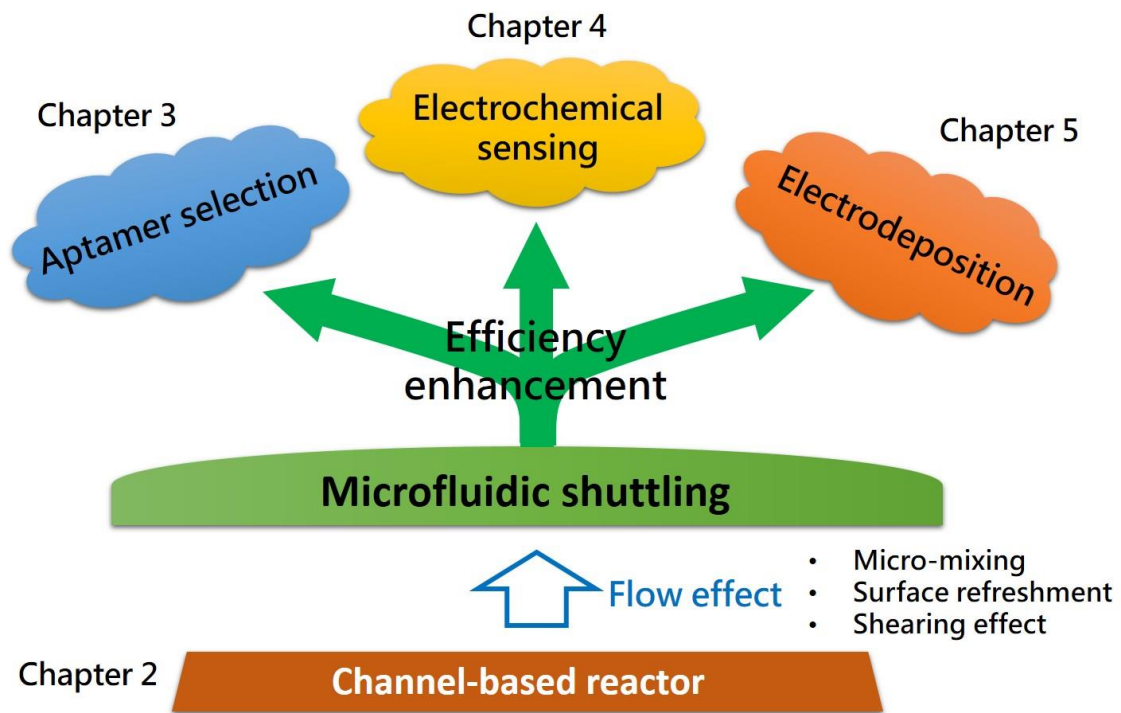 Chapter 4
Electrochemical
sensing
Chapter 3
Aptamer selection
Chapter 5
Electrodeposition
Efficiency
enhancement
Microfluidic shuttling
Flow effect
• Micro-mixing
• Surface refreshment
• Shearing effect
Chapter 2
Channel-based reactor